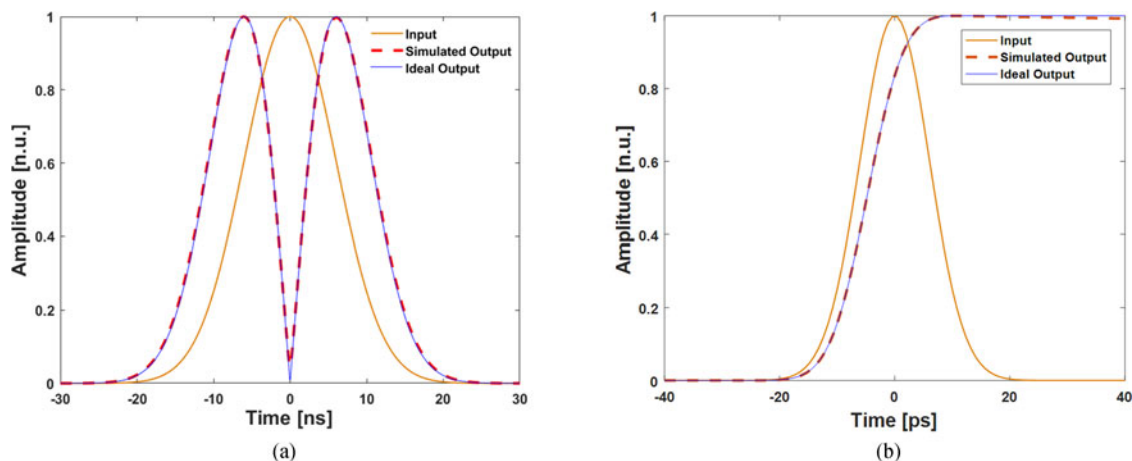 1
0.8
0.6
0.4
0.2
0
Amplitude [n.u.]
Input
Simulated Output
Ideal Output
-30 -20 -10 0 10 20 30
Time [ns]
(a)
1
0.8
0.6
0.4
0.2
0
Amplitude [n.u.]
Input
Simulated Output
Ideal Output
-40 -20 0 20 40
Time [ps]
(b)